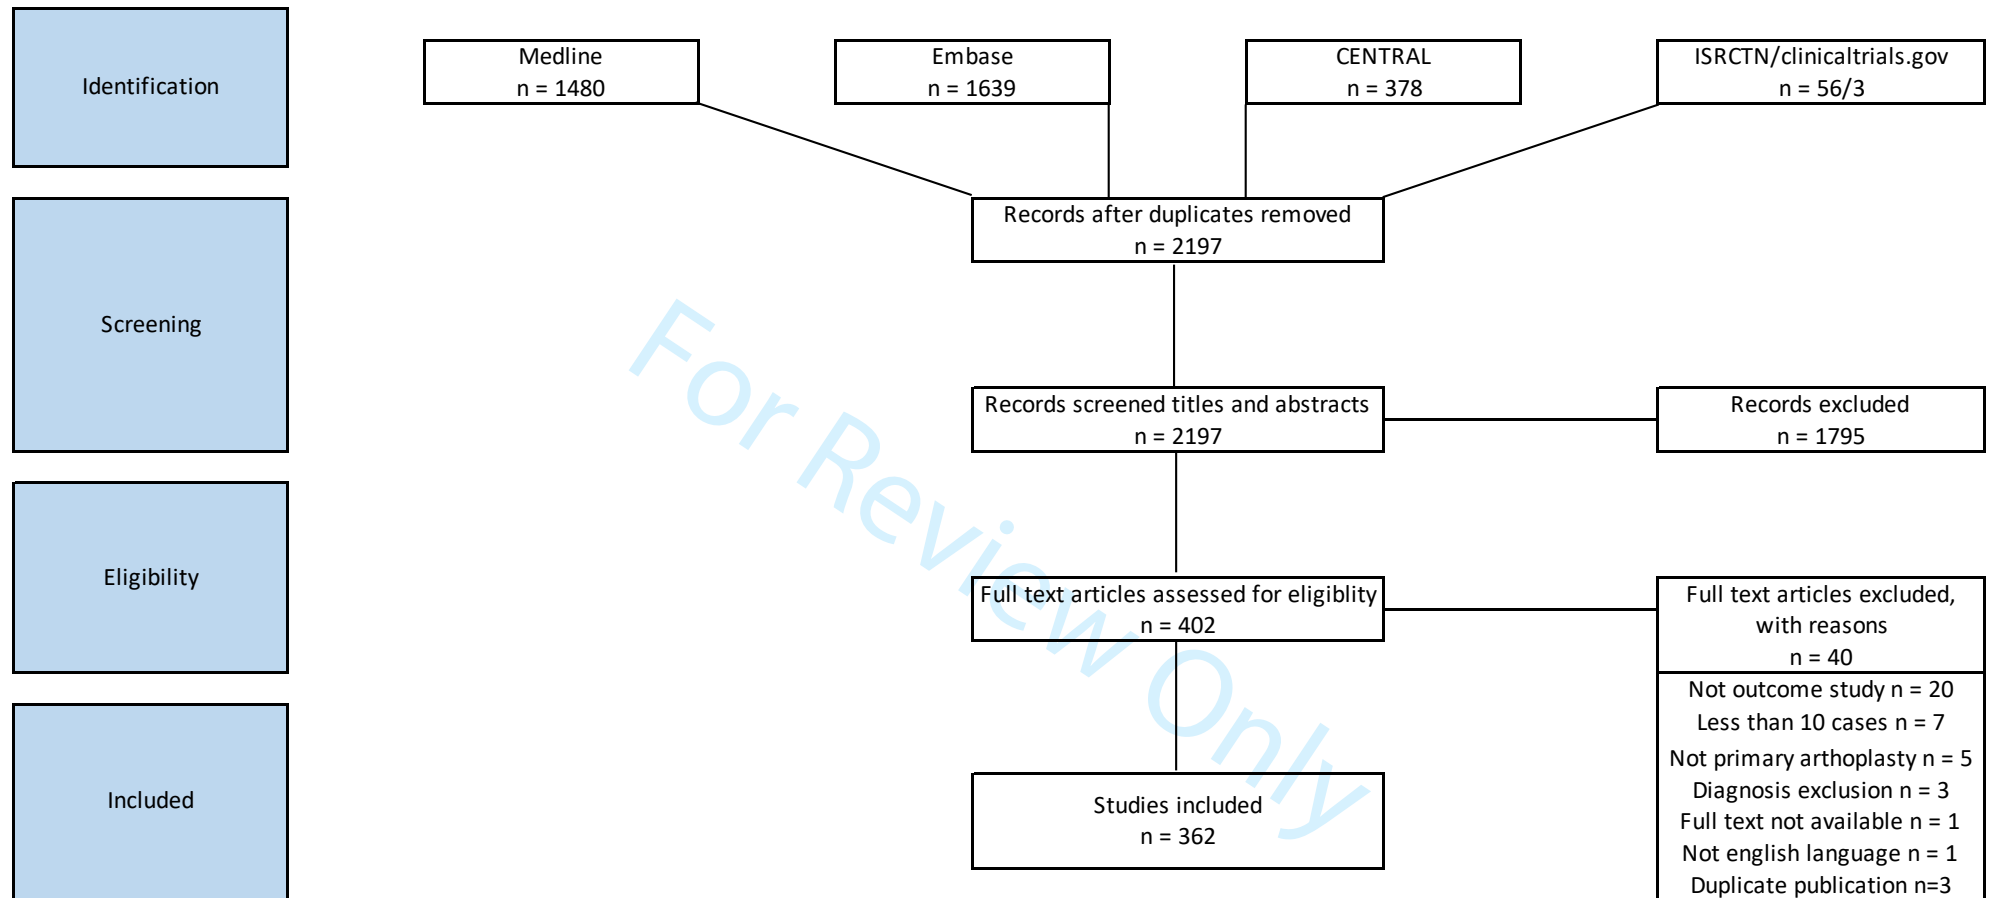 Identification
Medline
n = 1480
Embase
n = 1639
CENTRAL
n = 378
ISRCTN/clinicaltrials.gov
n = 56/3
Records after duplicates removed
n = 2197
Screening
Records screened titles and abstracts
n = 2197
Records excluded
n = 1795
Eligibility
Full text articles assessed for eligiblity
n = 402
Full text articles excluded,
with reasons
n = 40
Not outcome study n = 20
Less than 10 cases n = 7
Not primary arthoplasty n = 5
Diagnosis exclusion n = 3
Full text not available n = 1
Not english language n = 1
Duplicate publication n=3
Included
Studies included
n = 362
For Review Only